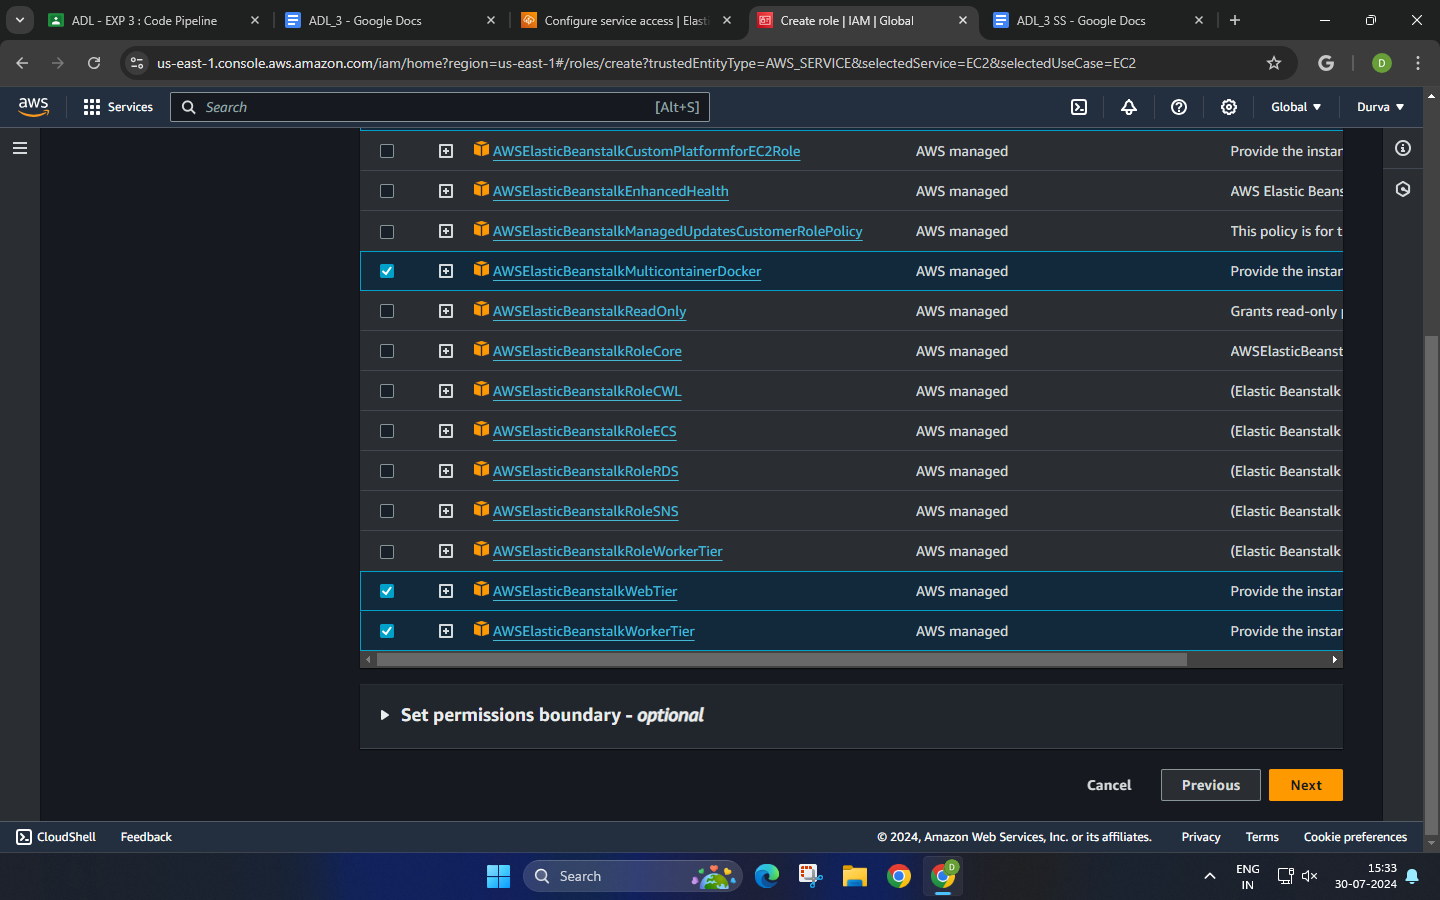 ADL - EXP 3 : Code Pipeline
ADL_3 - Google Docs
Configure service access | Elasti
Create role | IAM | Global
ADL_3 SS - Google Docs
us-east-1.console.aws.amazon.com/iam/home?region=us-east-1#/roles/create?trustedEntityType=AWS_SERVICE&selectedService=EC2&selectedUseCase=EC2
G
D
aws
Services
Search
[Alt+S]
Global
Durva
AWSElasticBeanstalkCustomPlatformforEC2Role AWS managed Provide the instan
AWSElasticBeanstalkEnhancedHealth AWS managed AWS Elastic Beans
AWSElasticBeanstalkManagedUpdatesCustomerRolePolicy AWS managed This policy is for t
AWSElasticBeanstalkMulticontainerDocker AWS managed Provide the instan
AWSElasticBeanstalkReadOnly AWS managed Grants read-only p
AWSElasticBeanstalkRoleCore AWS managed AWSElasticBeanst
AWSElasticBeanstalkRoleCWL AWS managed (Elastic Beanstalk
AWSElasticBeanstalkRoleECS AWS managed (Elastic Beanstalk
AWSElasticBeanstalkRoleRDS AWS managed (Elastic Beanstalk
AWSElasticBeanstalkRoleSNS AWS managed (Elastic Beanstalk
AWSElasticBeanstalkRoleWorkerTier AWS managed (Elastic Beanstalk
AWSElasticBeanstalkWebTier AWS managed Provide the instan
AWSElasticBeanstalkWorkerTier AWS managed Provide the instan
Set permissions boundary - optional
Cancel
Previous
Next
CloudShell
Feedback
© 2024, Amazon Web Services, Inc. or its affiliates.
Privacy
Terms
Cookie preferences
Search
D
ENG
IN
15:33
30-07-2024